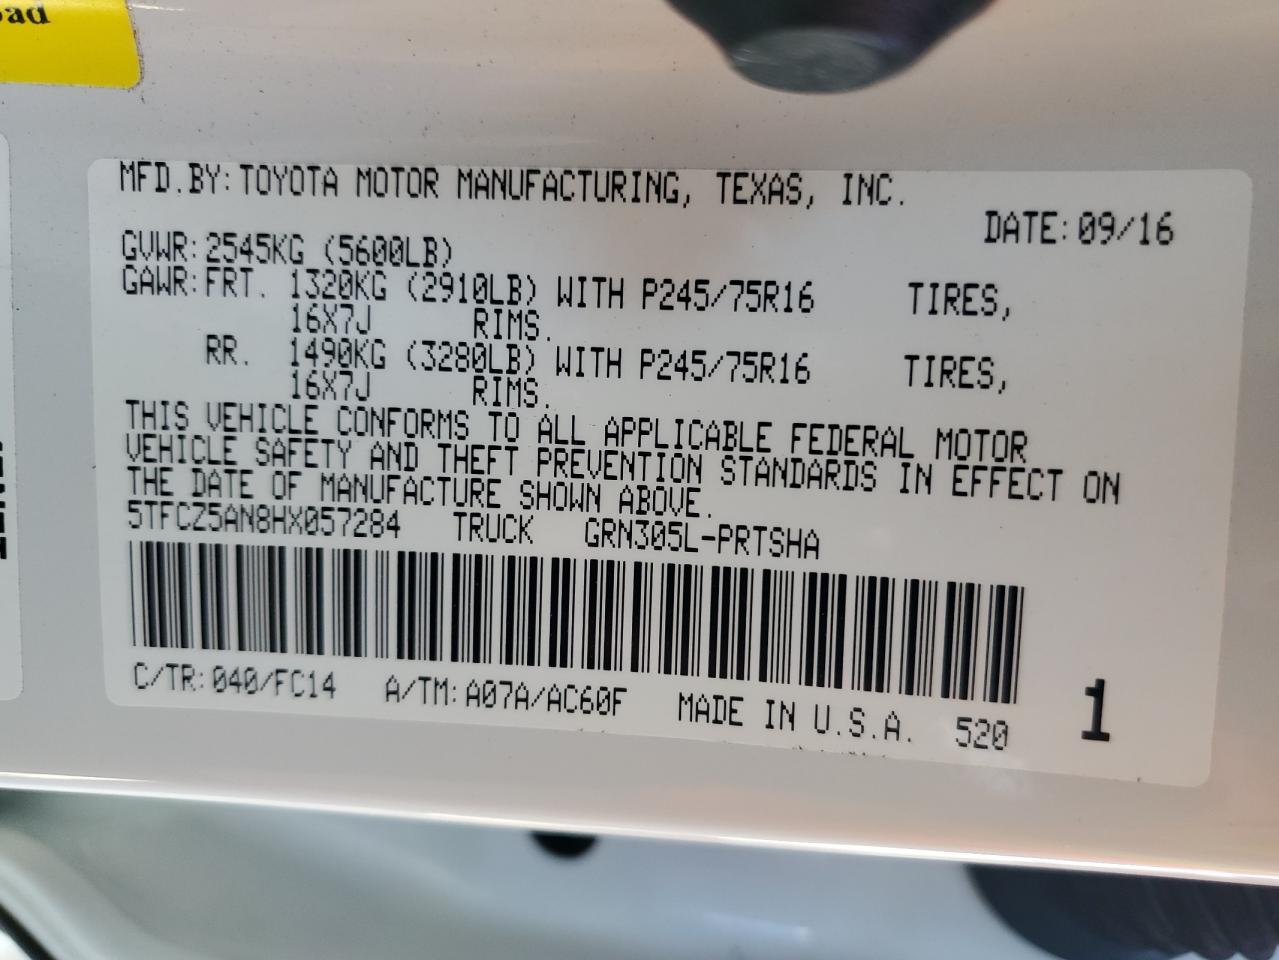 MFD.BY: TOYOTA MOTOR MANUFACTURING, TEXAS, INC.
DATE: 09/16
GVWR: 2545KG (5600LB)
GAWR: FRT. 1320KG (2910LB) WITH P245/75R16 TIRES,
16X7J RIMS.
RR. 1490KG (3280LB) WITH P245/75R16 TIRES,
16X7J RIMS.
THIS VEHICLE CONFORMS TO ALL APPLICABLE FEDERAL MOTOR
VEHICLE SAFETY AND THEFT PREVENTION STANDARDS IN EFFECT ON
THE DATE OF MANUFACTURE SHOWN ABOVE.
5TFCZ5AN8HX057284 TRUCK GRN305L-PRTSHA
C/TR: 040/FC14 A/TM: A07A/AC60F MADE IN U.S.A. 520 1